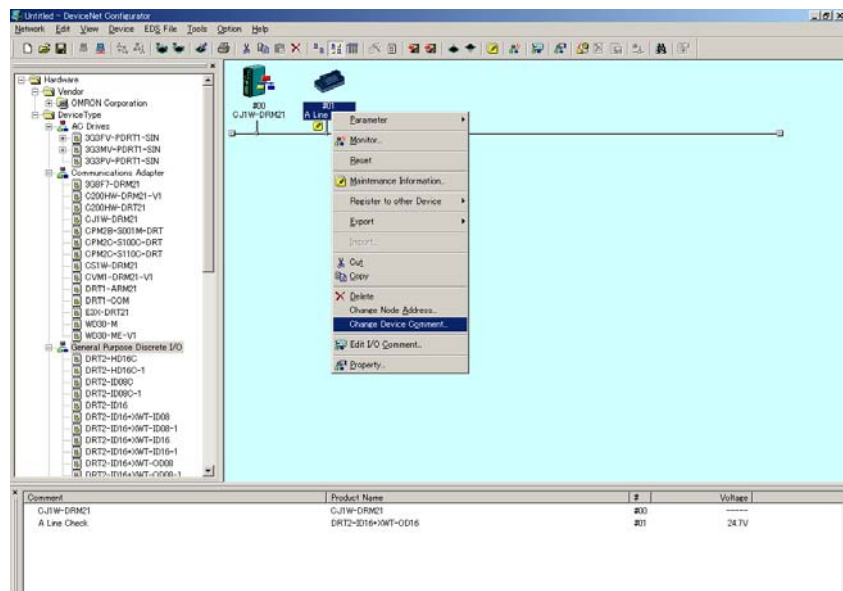 Untitled - DeviceNet Configurator
Network Edit View Device EDS File Tools Option Help
Hardware
Vendor
OMRON Corporation
DeviceType
AC Drives
3G3FV-PDRT1-SIN
3G3MV-PDRT1-SIN
3G3PV-PDRT1-SIN
Communications Adapter
3G8F7-DRM21
C200HW-DRM21-V1
C200HW-DRT21
CJ1W-DRM21
CPM2B-S001M-DRT
CPM2C-S100C-DRT
CPM2C-S110C-DRT
CS1W-DRM21
CVM1-DRM21-V1
DRT1-ARM21
DRT1-COM
E3X-DRT21
WD30-M
WD30-ME-V1
General Purpose Discrete I/O
DRT2-HD16C
DRT2-HD16C-1
DRT2-ID08C
DRT2-ID08C-1
DRT2-ID16
DRT2-ID16+XWT-ID08
DRT2-ID16+XWT-ID08-1
DRT2-ID16+XWT-ID16
DRT2-ID16+XWT-ID16-1
DRT2-ID16+XWT-OD08
DRT2-ID16+XWT-OD08-1
#00
CJ1W-DRM21
#01
A Line
Parameter
Monitor...
Reset
Maintenance Information...
Register to other Device
Export
Import...
Cut
Copy
Delete
Change Node Address...
Change Device Comment...
Edit I/O Comment...
Property...
Comment Product Name # Voltage
CJ1W-DRM21 CJ1W-DRM21 #00 -----
A Line Check DRT2-ID16+XWT-OD16 #01 24.7V